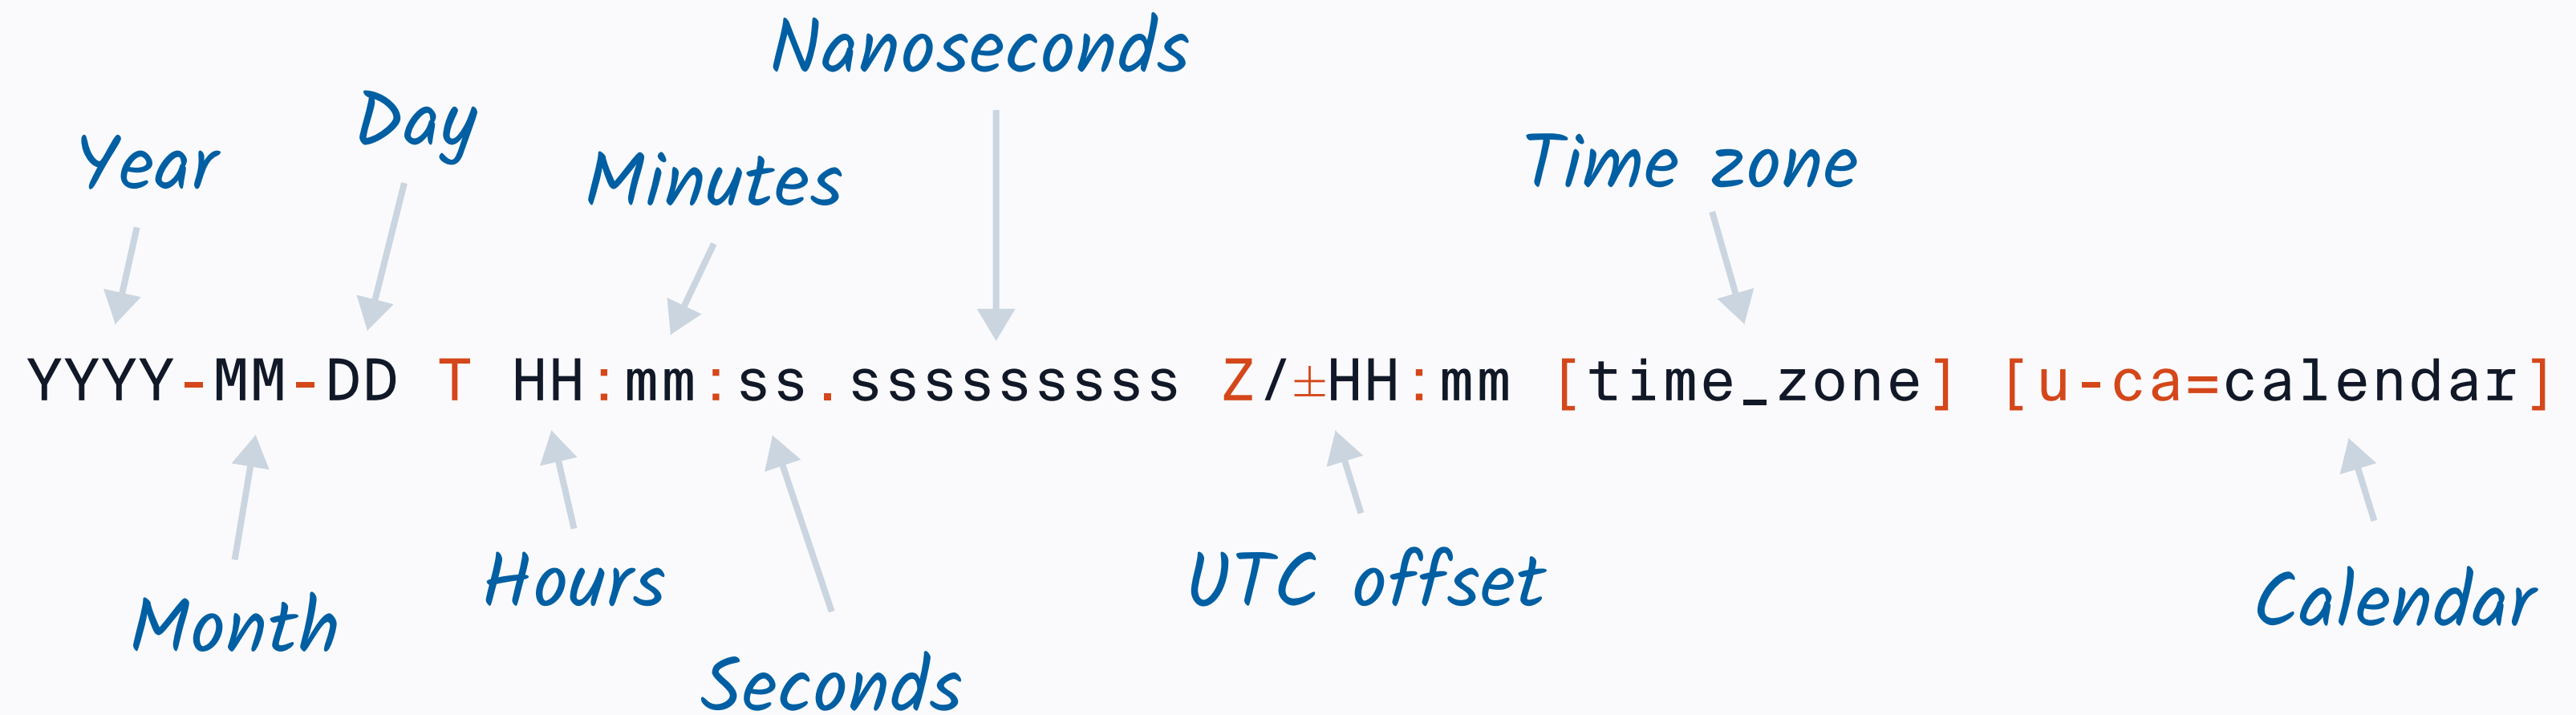 Nanoseconds
Day
Year
Minutes
Time zone
YYYY-MM-DD T HH:mm:ss.sssssssss Z/±HH:mm [time_zone] [u-ca=calendar]
Hours
UTC offset
Month
Calendar
Seconds